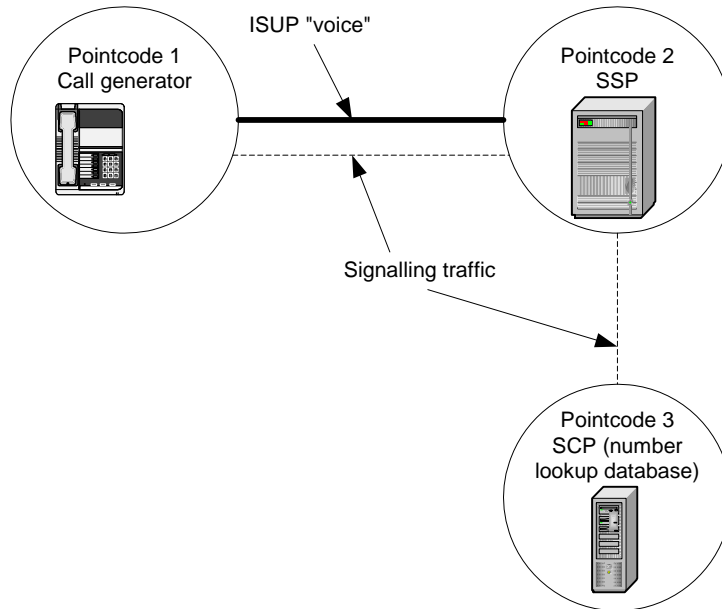 ISUP "voice"
Pointcode 1
Call generator
Pointcode 2
SSP
Signalling traffic
Pointcode 3
SCP (number
lookup database)